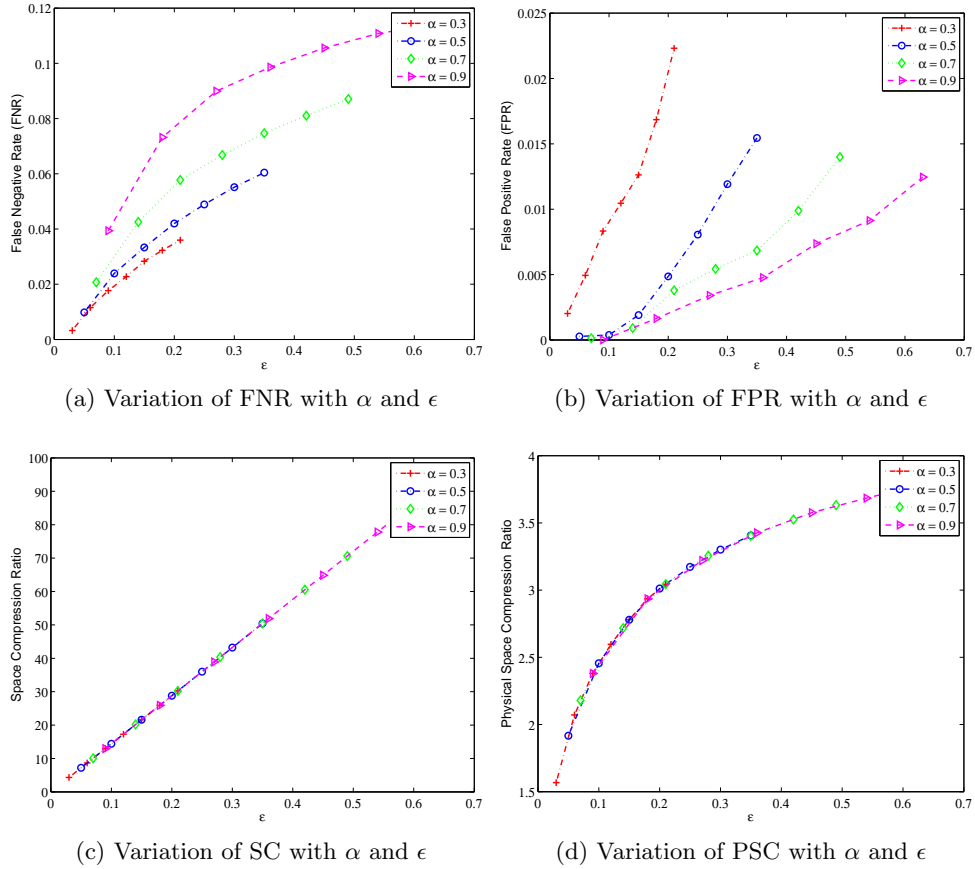 0.12
0.1
0.08
0.06
0.04
0.02
0
False Negative Rate (FNR)
0 0.1 0.2 0.3 0.4 0.5 0.6 0.7
ε
α = 0.3
α = 0.5
α = 0.7
α = 0.9
(a) Variation of FNR with α and ϵ
0.025
0.02
0.015
0.01
0.005
0
False Positive Rate (FPR)
0 0.1 0.2 0.3 0.4 0.5 0.6 0.7
ε
α = 0.3
α = 0.5
α = 0.7
α = 0.9
(b) Variation of FPR with α and ϵ
100
90
80
70
60
50
40
30
20
10
0
Space Compression Ratio
0 0.1 0.2 0.3 0.4 0.5 0.6 0.7
ε
α = 0.3
α = 0.5
α = 0.7
α = 0.9
(c) Variation of SC with α and ϵ
4
3.5
3
2.5
2
1.5
Physical Space Compression Ratio
0 0.1 0.2 0.3 0.4 0.5 0.6 0.7
ε
α = 0.3
α = 0.5
α = 0.7
α = 0.9
(d) Variation of PSC with α and ϵ